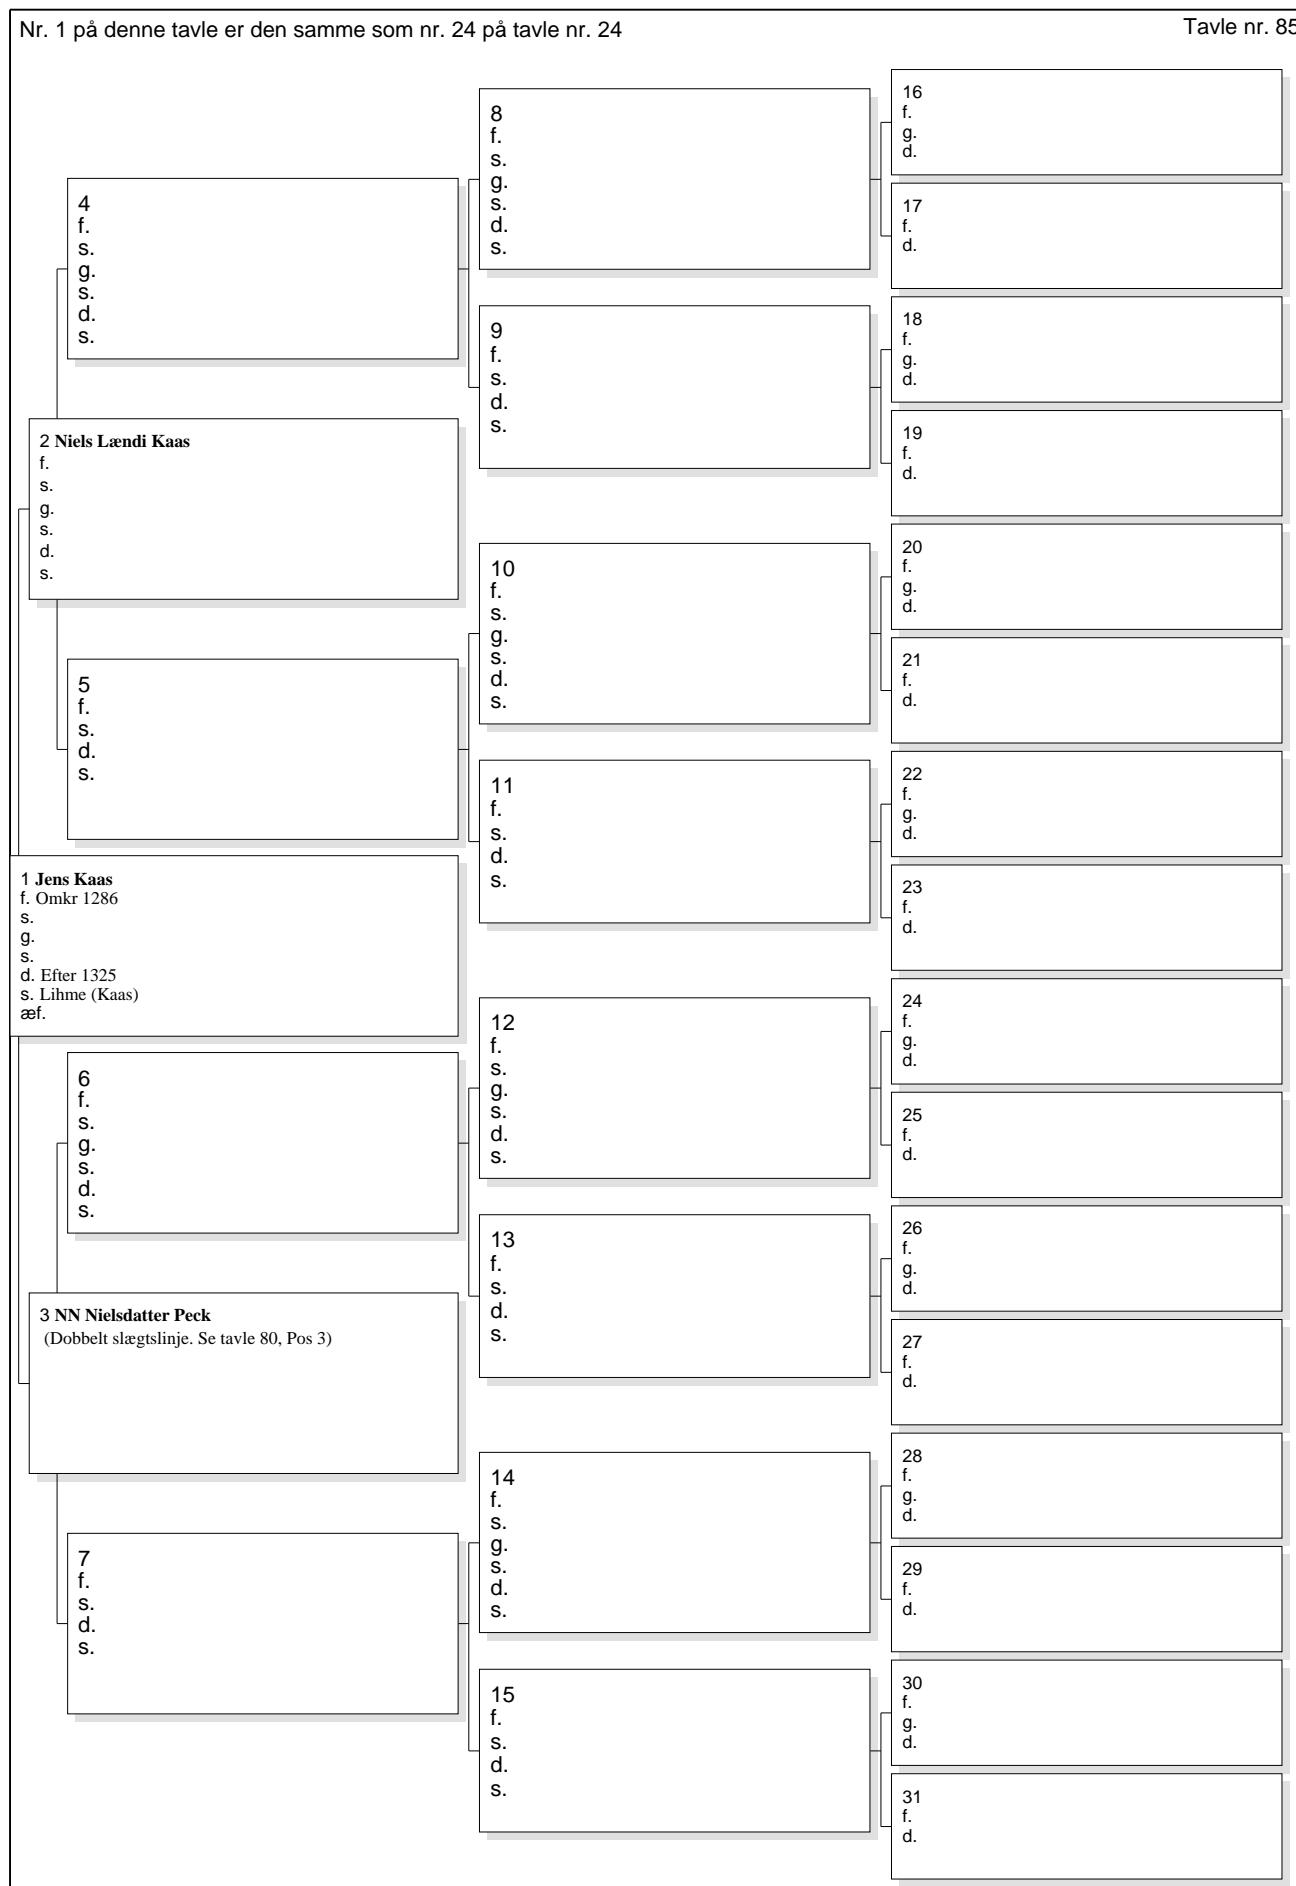 Nr. 1 på denne tavle er den samme som nr. 24 på tavle nr. 24
Tavle nr. 85
16
f.
g.
d.
8
f.
s.
g.
s.
d.
s.
17
f.
d.
4
f.
s.
g.
s.
d.
s.
18
f.
g.
d.
9
f.
s.
d.
s.
19
f.
d.
2 Niels Lændi Kaas
f.
s.
g.
s.
d.
s.
20
f.
g.
d.
10
f.
s.
g.
s.
d.
s.
21
f.
d.
5
f.
s.
d.
s.
22
f.
g.
d.
11
f.
s.
d.
s.
23
f.
d.
1 Jens Kaas
f. Omkr 1286
s.
g.
s.
d. Efter 1325
s. Lihme (Kaas)
æf.
24
f.
g.
d.
12
f.
s.
g.
s.
d.
s.
25
f.
d.
6
f.
s.
g.
s.
d.
s.
26
f.
g.
d.
13
f.
s.
d.
s.
27
f.
d.
3 NN Nielsdatter Peck
(Dobbelt slægtslinje. Se tavle 80, Pos 3)
28
f.
g.
d.
14
f.
s.
g.
s.
d.
s.
29
f.
d.
7
f.
s.
d.
s.
30
f.
g.
d.
15
f.
s.
d.
s.
31
f.
d.